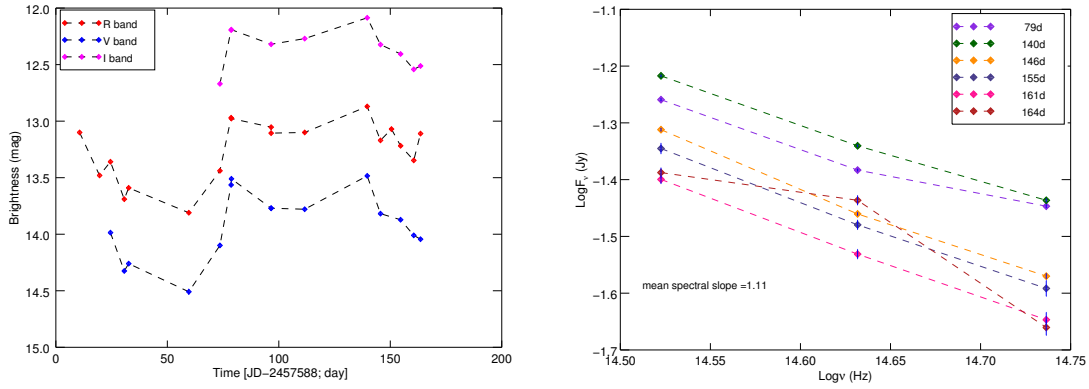 R band
V band
I band
12.0
12.5
13.0
13.5
14.0
14.5
15.0
Brightness (mag)
0
50
100
150
200
Time [JD−2457588; day]
79d
140d
146d
155d
161d
164d
−1.1
−1.2
−1.3
−1.4
−1.5
−1.6
−1.7
LogFν (Jy)
mean spectral slope =1.11
14.50
14.55
14.60
14.65
14.70
14.75
Logν (Hz)